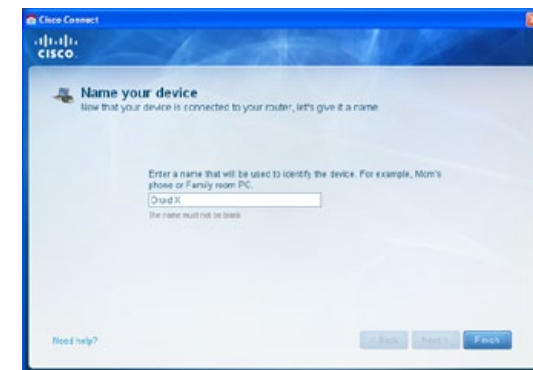 Cisco Connect
CISCO
Name your device
Now that your device is connected to your router, let's give it a name
Enter a name that will be used to identify the device. For example, Mom's
phone or Family room PC.
Droid X
The name must not be blank
Need help?
< Back
Next >
Finish